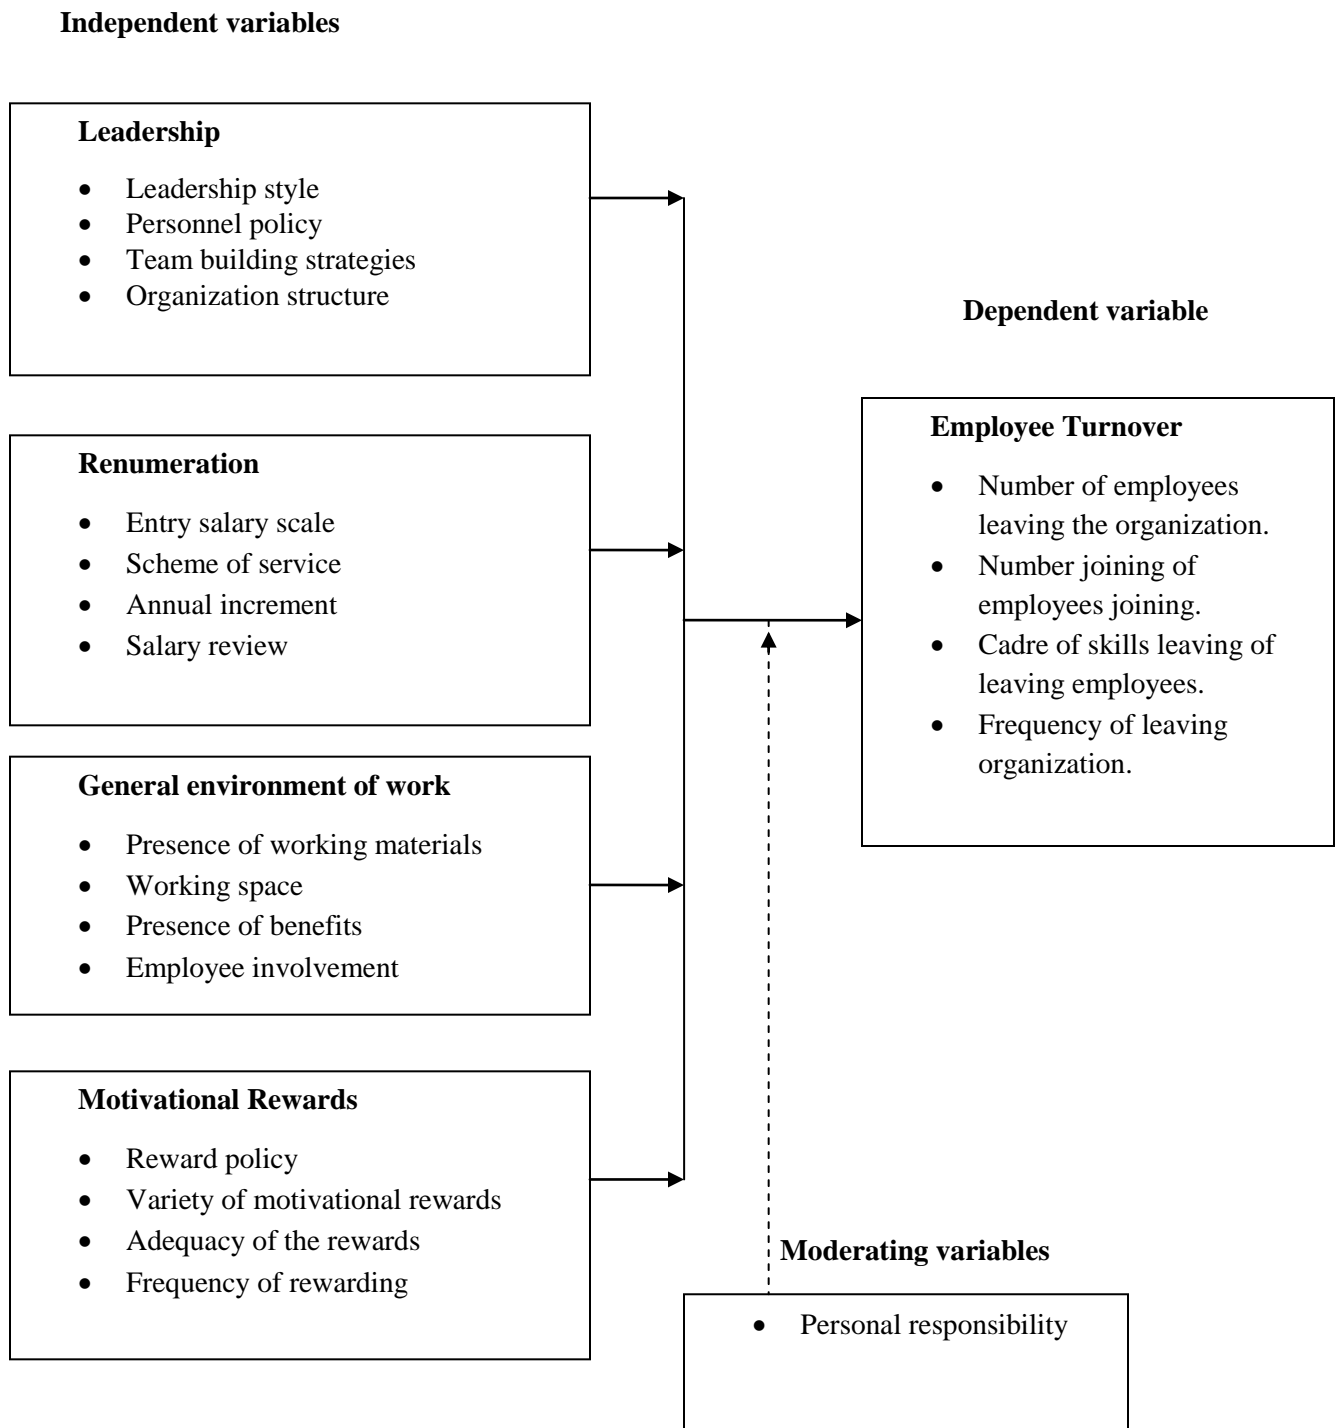 Independent variables
Leadership
• Leadership style
• Personnel policy
• Team building strategies
• Organization structure
Renumeration
• Entry salary scale
• Scheme of service
• Annual increment
• Salary review
General environment of work
• Presence of working materials
• Working space
• Presence of benefits
• Employee involvement
Motivational Rewards
• Reward policy
• Variety of motivational rewards
• Adequacy of the rewards
• Frequency of rewarding
Dependent variable
Employee Turnover
• Number of employees
leaving the organization.
• Number joining of
employees joining.
• Cadre of skills leaving of
leaving employees.
• Frequency of leaving
organization.
Moderating variables
• Personal responsibility